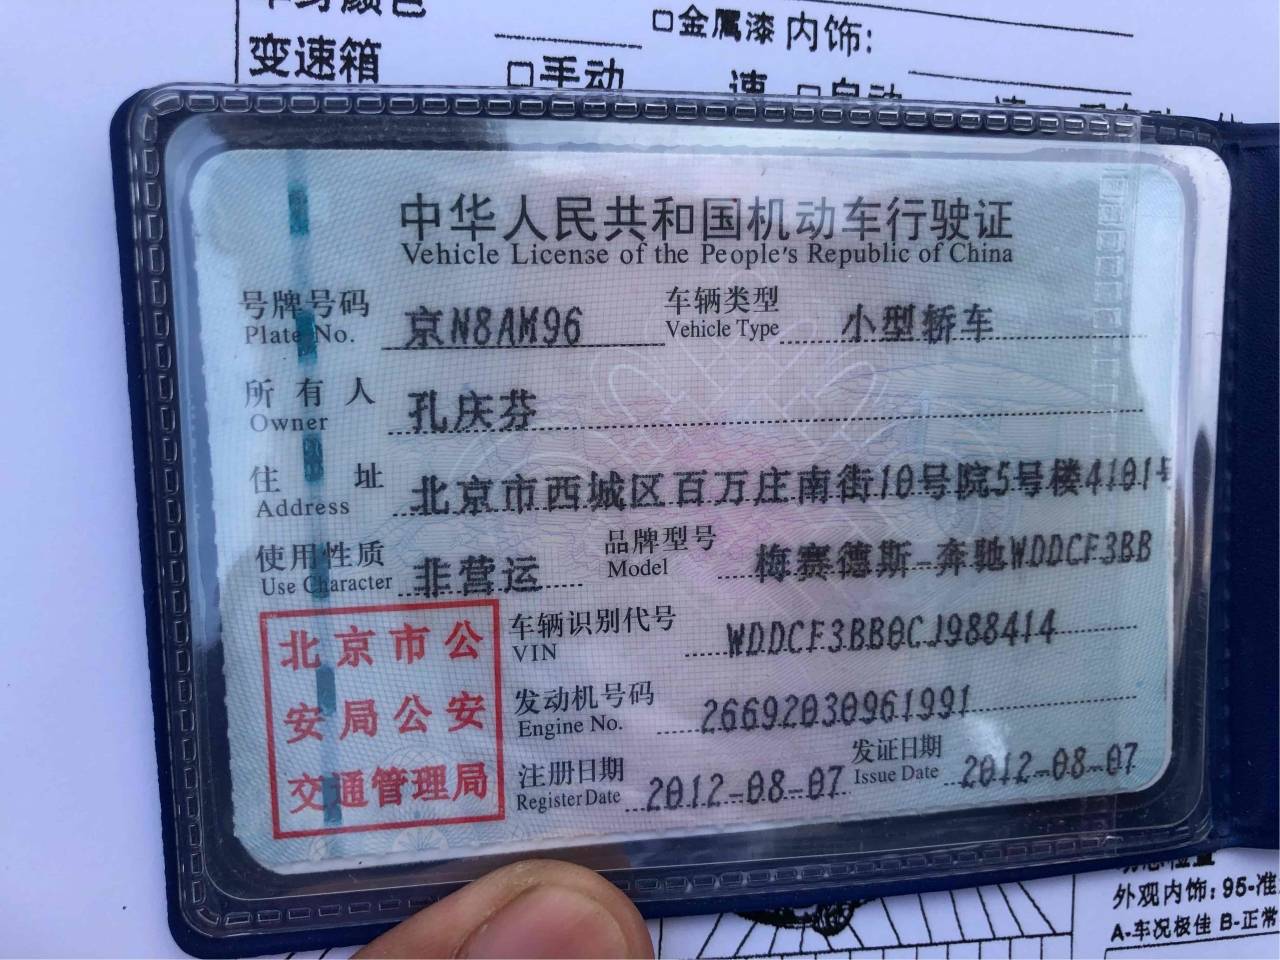 车身颜色
□金属漆 内饰:
变速箱 □手动 速 □自动
中华人民共和国机动车行驶证
Vehicle License of the People's Republic of China
号牌号码 京N8AM96 车辆类型 小型轿车
Plate No. Vehicle Type
所有人 孔庆芬
Owner
住址 北京市西城区百万庄南街10号院5号楼4101号
Address
使用性质 非营运 品牌型号 梅赛德斯-奔驰WDDCF3BB
Use Character Model
北京市公
安局公安
交通管理局
车辆识别代号 WDDCF3BB0CJ988414
VIN
发动机号码 26692030961991
Engine No.
注册日期 2012-08-07 发证日期 2012-08-07
Register Date Issue Date
外观内饰: 95-准
A-车况极佳 B-正常